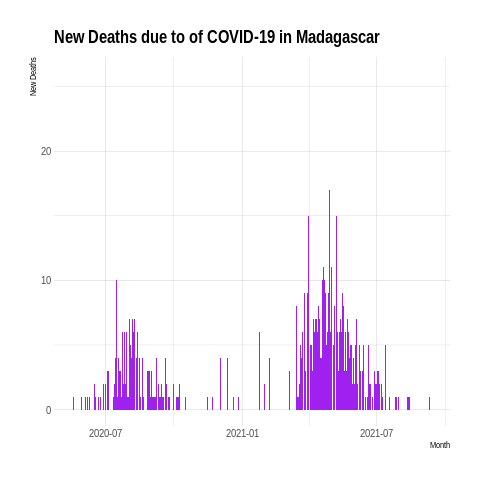 New Deaths due to of COVID-19 in Madagascar
New Deaths
20
10
0
2020-07
2021-01
2021-07
Month